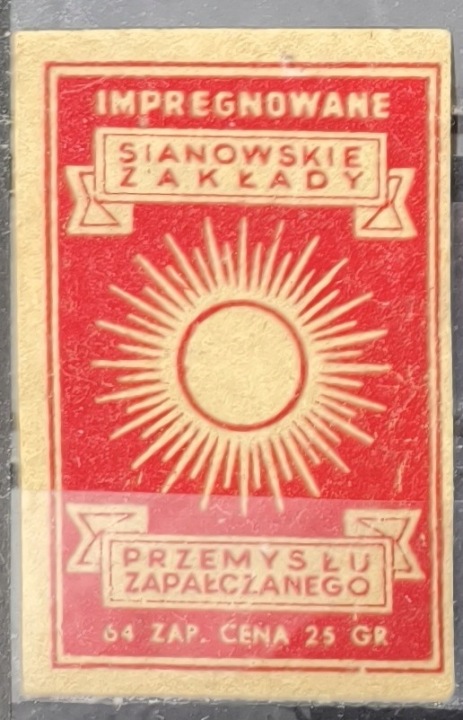 IMPREGNOWANE
SIANOWSKIE
ZAKŁADY
PRZEMYSŁU
ZAPAŁCZANEGO
64 ZAP. CENA 25 GR